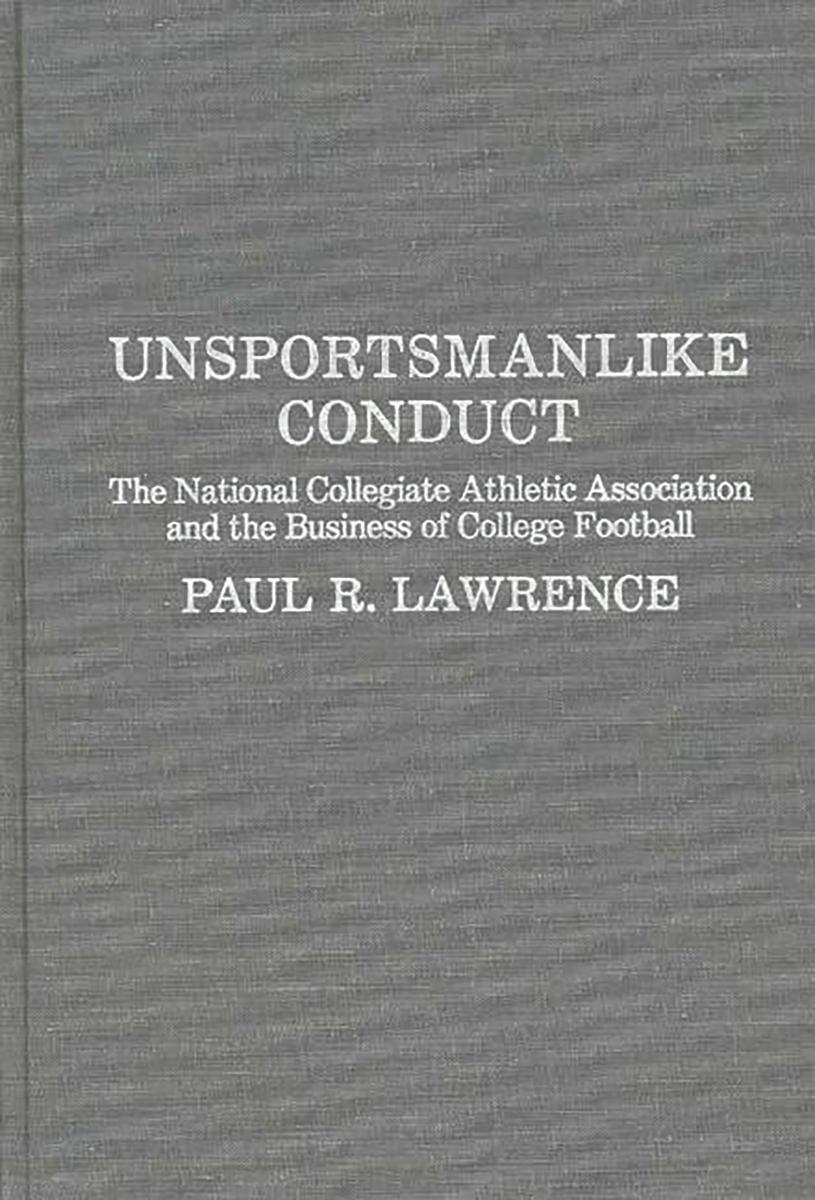 UNSPORTSMANLIKE
CONDUCT
The National Collegiate Athletic Association
and the Business of College Football
PAUL R. LAWRENCE